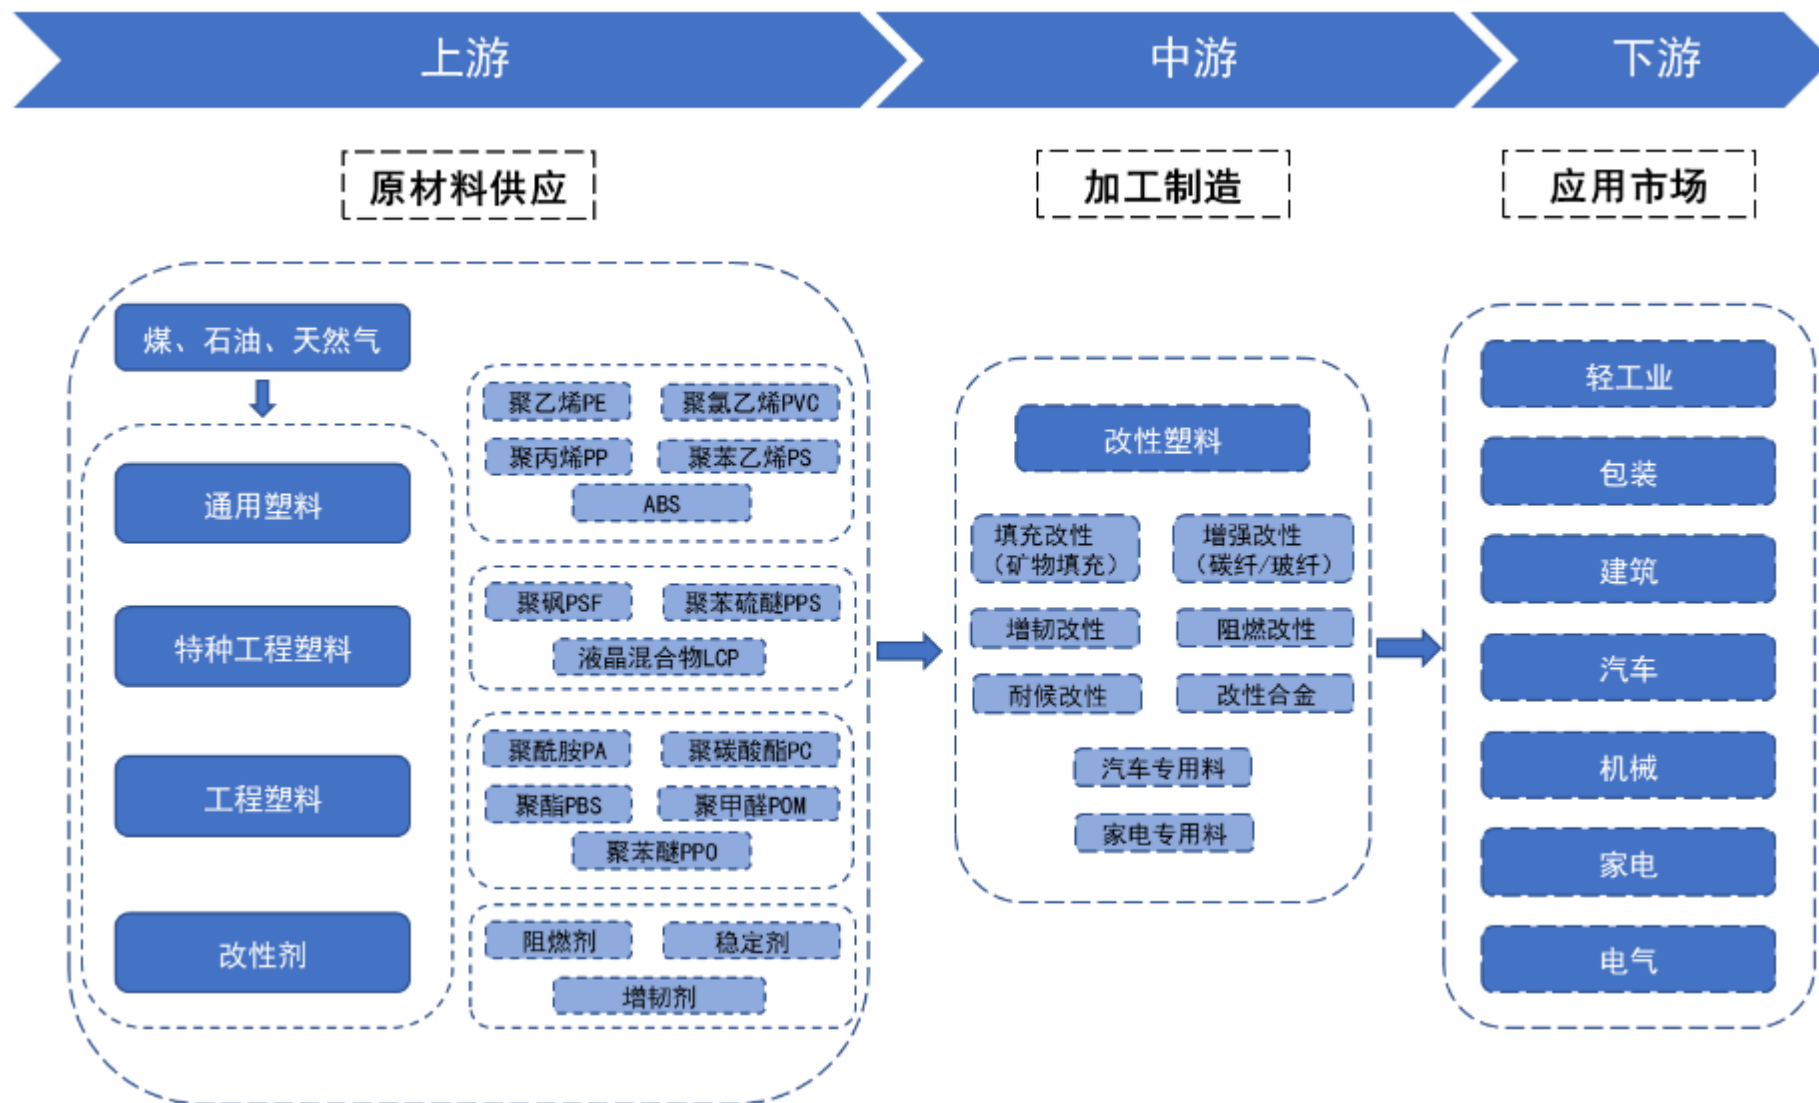 上游
中游
下游
原材料供应
加工制造
应用市场
煤、石油、天然气
通用塑料
聚乙烯PE
聚氯乙烯PVC
聚丙烯PP
聚苯乙烯PS
ABS
特种工程塑料
聚砜PSF
聚苯硫醚PPS
液晶混合物LCP
工程塑料
聚酰胺PA
聚碳酸酯PC
聚酯PBS
聚甲醛POM
聚苯醚PPO
改性剂
阻燃剂
稳定剂
增韧剂
改性塑料
填充改性
（矿物填充）
增强改性
（碳纤/玻纤）
增韧改性
阻燃改性
耐候改性
改性合金
汽车专用料
家电专用料
轻工业
包装
建筑
汽车
机械
家电
电气